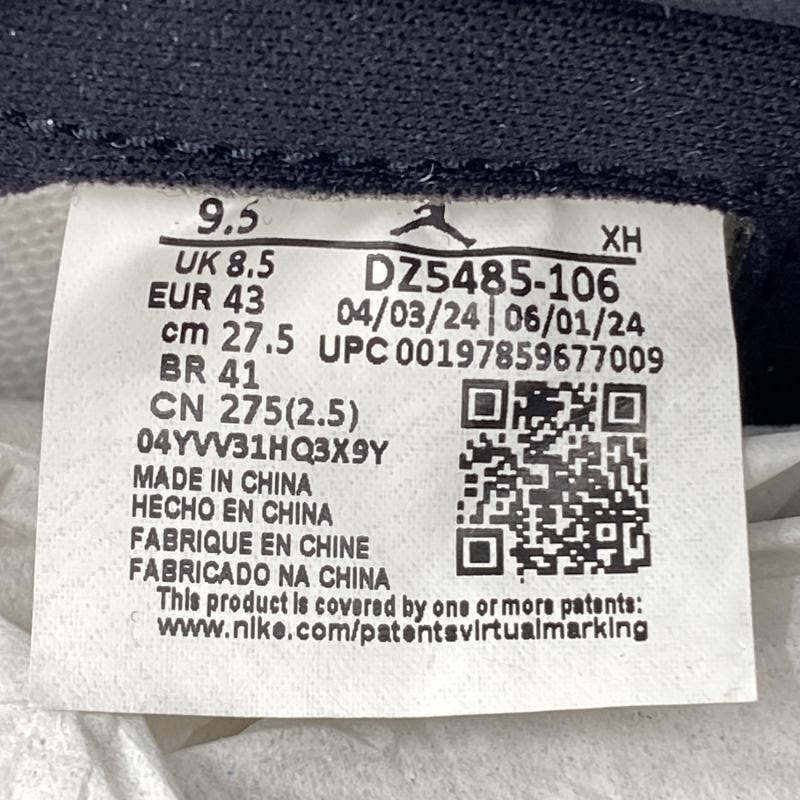 9.5
XH
UK 8.5
DZ5485-106
EUR 43
04/03/24 | 06/01/24
cm 27.5
UPC 00197859677009
BR 41
CN 275(2.5)
04YVV31HQ3X9Y
MADE IN CHINA
HECHO EN CHINA
FABRIQUE EN CHINE
FABRICADO NA CHINA
This product is covered by one or more patents:
www.nike.com/patentsvirtualmarking